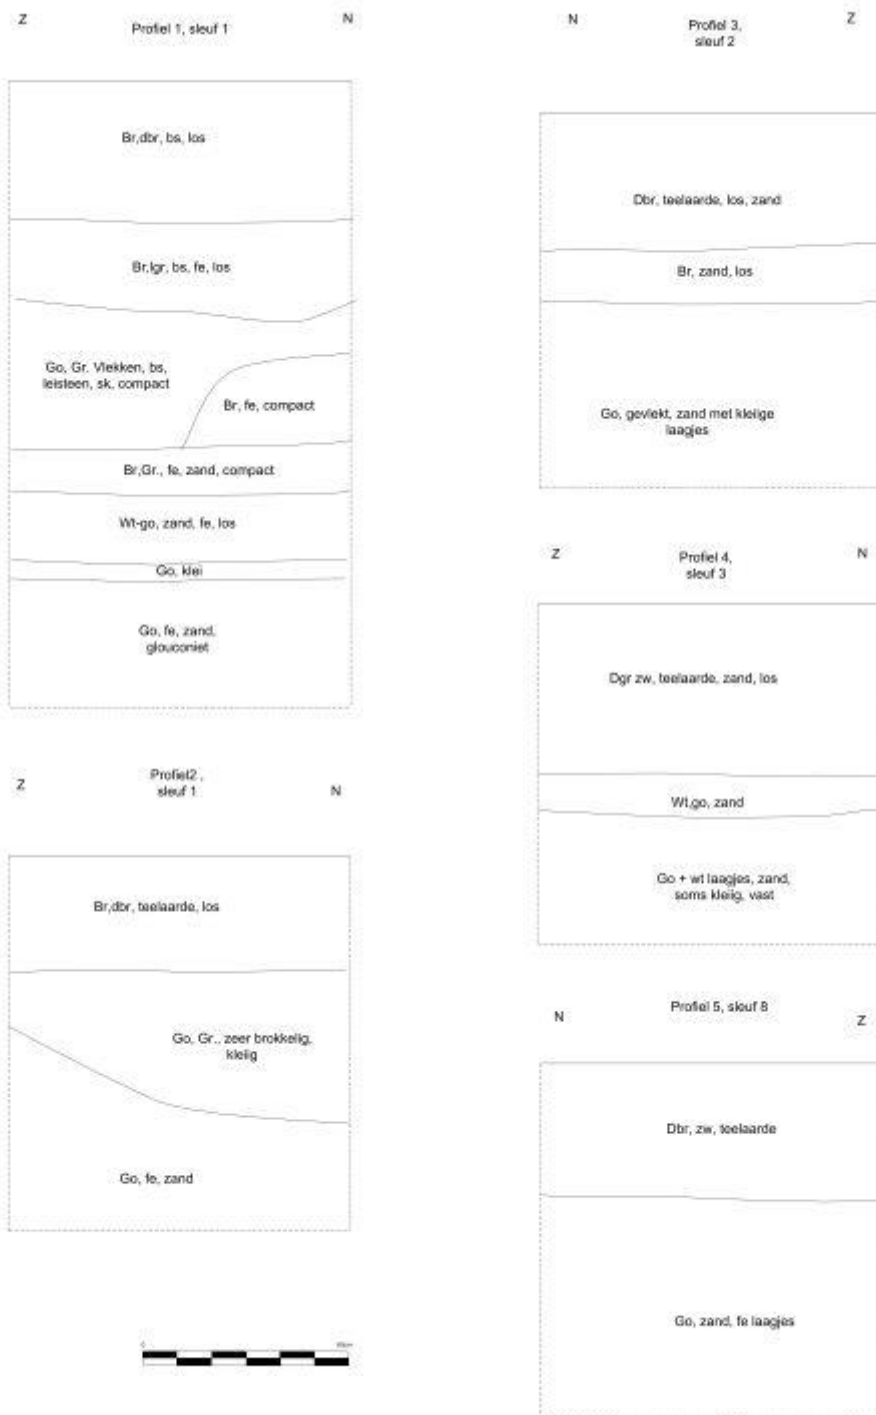 Z Profiel 1, sleuf 1 N
Br,dbr, bs, los
Br,lgr, bs, fe, los
Go, Gr. Vlekken, bs,
leisteen, sk, compact
Br, fe, compact
Br,Gr., fe, zand, compact
Wt-go, zand, fe, los
Go, klei
Go, fe, zand,
glouconiet
Z Profiel2 ,
sleuf 1 N
Br,dbr, teelaarde, los
Go, Gr., zeer brokkelig,
kleiig
Go, fe, zand
0
N Profiel 3,
sleuf 2 Z
Dbr, teelaarde, los, zand
Br, zand, los
Go, gevlekt, zand met kleiige
laagjes
Z Profiel 4,
sleuf 3 N
Dgr zw, teelaarde, zand, los
Wt,go, zand
Go + wt laagjes, zand,
soms kleiig, vast
N Profiel 5, sleuf 8 Z
Dbr, zw, teelaarde
Go, zand, fe laagjes